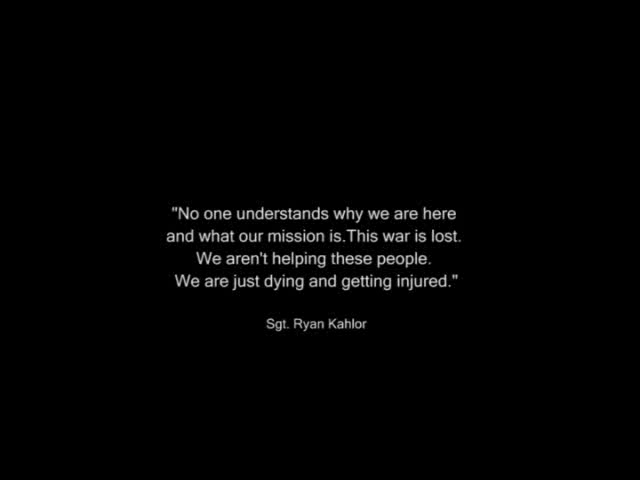 "No one understands why we are here
and what our mission is.This war is lost.
We aren't helping these people.
We are just dying and getting injured."
Sgt. Ryan Kahlor